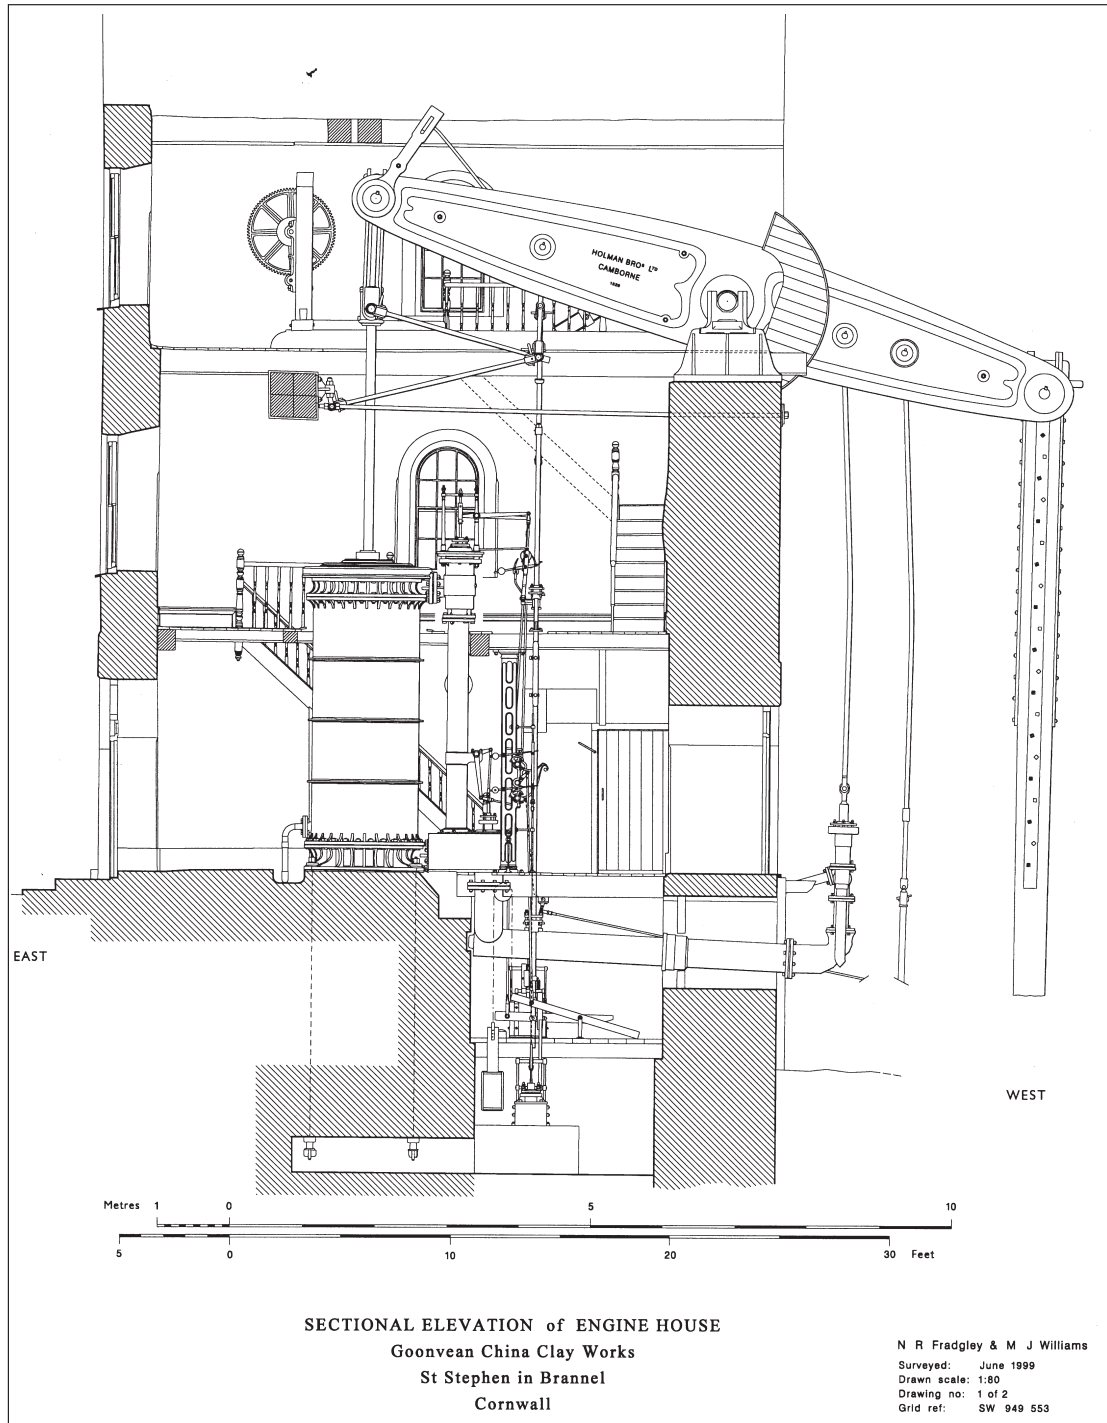 HOLMAN BROS LTD
CAMBORNE
EAST
WEST
Metres 1 0 5 10
5 0 10 20 30 Feet
SECTIONAL ELEVATION of ENGINE HOUSE
Goonvean China Clay Works
St Stephen in Brannel
Cornwall
N R Fradgley & M J Williams
Surveyed: June 1999
Drawn scale: 1:80
Drawing no: 1 of 2
Grid ref: SW 949 553